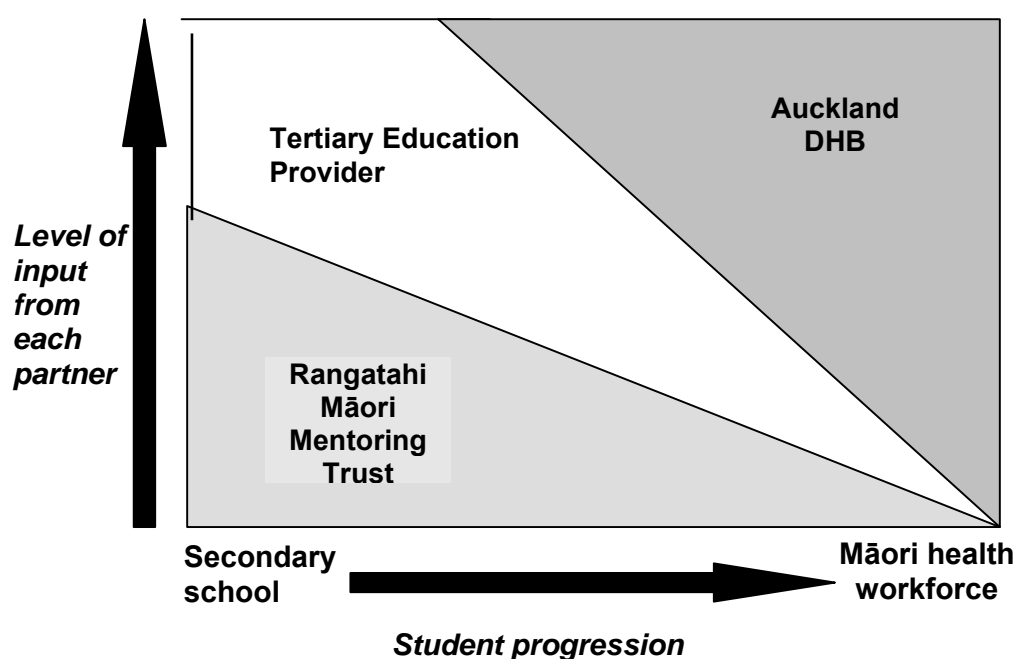 Auckland
DHB
Tertiary Education
Provider
Level of
input
from
each
partner
Rangatahi
Māori
Mentoring
Trust
Secondary
school
Māori health
workforce
Student progression